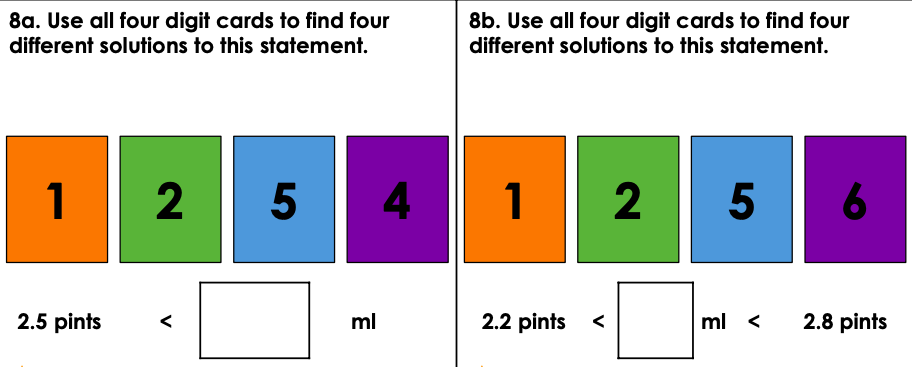 8a. Use all four digit cards to find four
different solutions to this statement.
1 2 5 4
2.5 pints < ml
8b. Use all four digit cards to find four
different solutions to this statement.
1 2 5 6
2.2 pints < ml < 2.8 pints